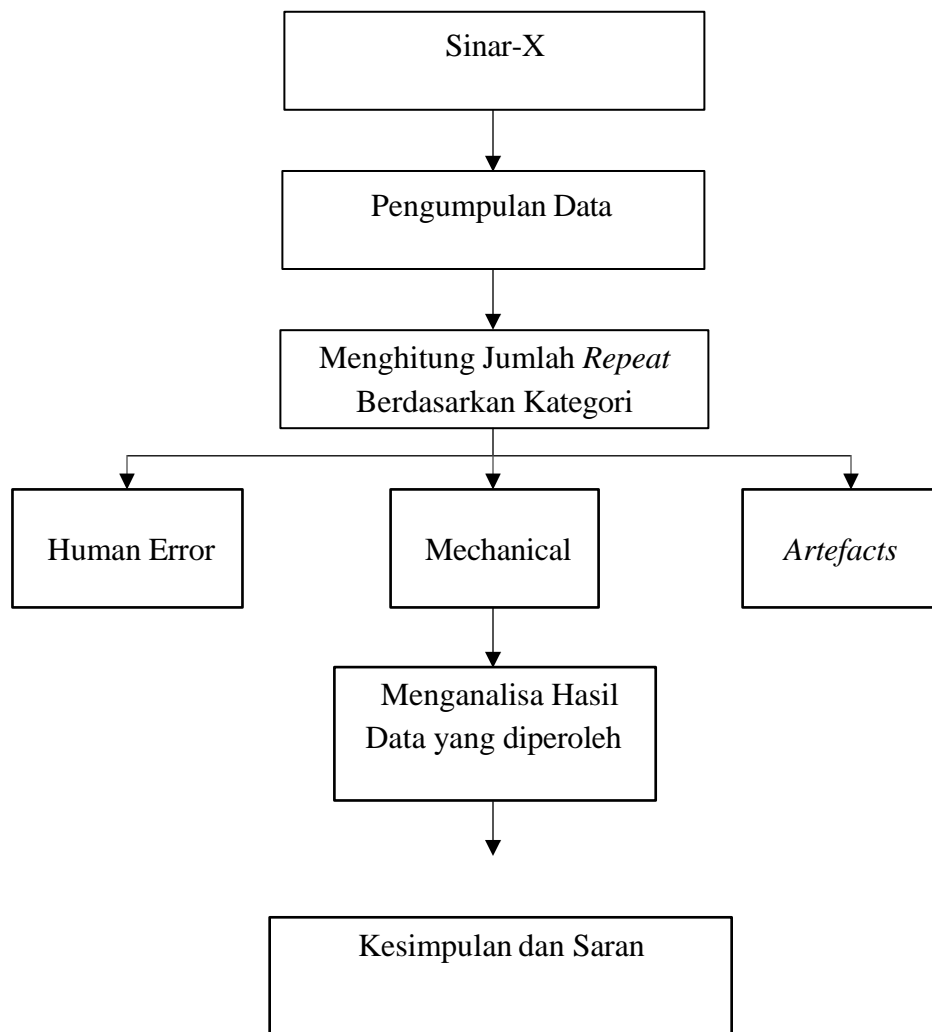 Sinar-X
Pengumpulan Data
Menghitung Jumlah Repeat
Berdasarkan Kategori
Human Error
Mechanical
Artefacts
Menganalisa Hasil
Data yang diperoleh
Kesimpulan dan Saran